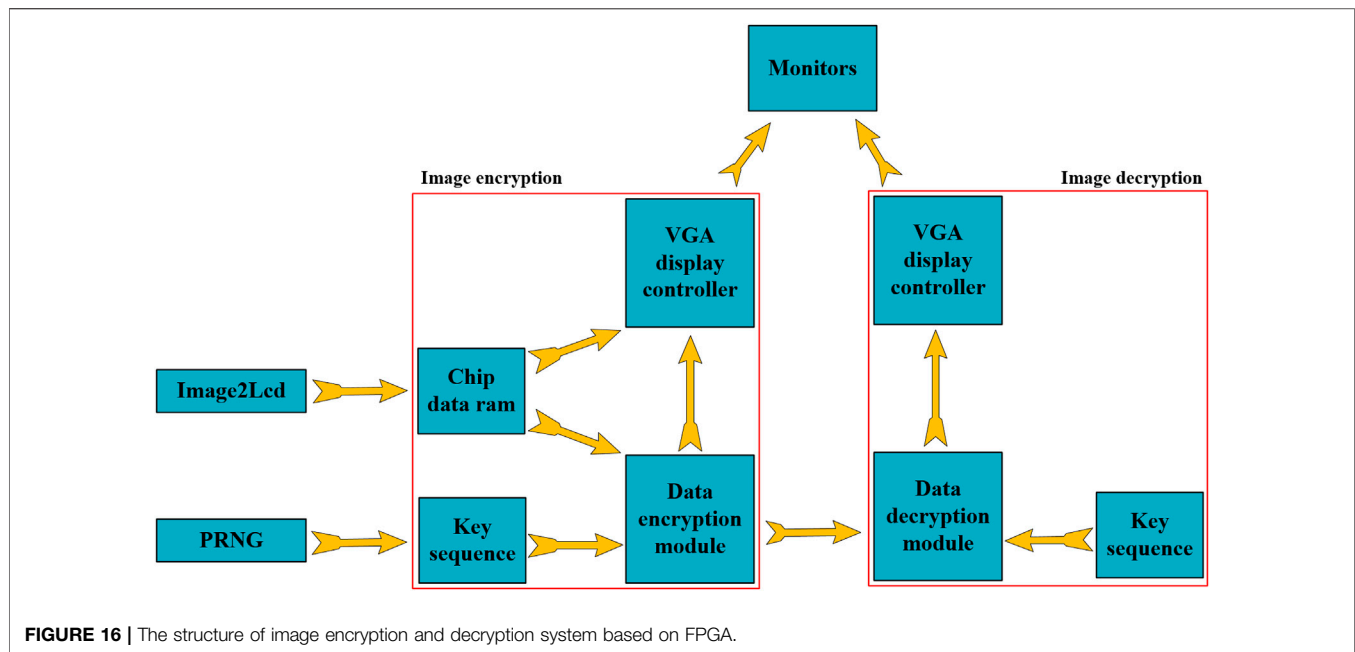 Monitors
Image encryption
Image decryption
VGA
display
controller
VGA
display
controller
Image2Lcd
Chip
data ram
PRNG
Key
sequence
Data
encryption
module
Data
decryption
module
Key
sequence
FIGURE 16 | The structure of image encryption and decryption system based on FPGA.